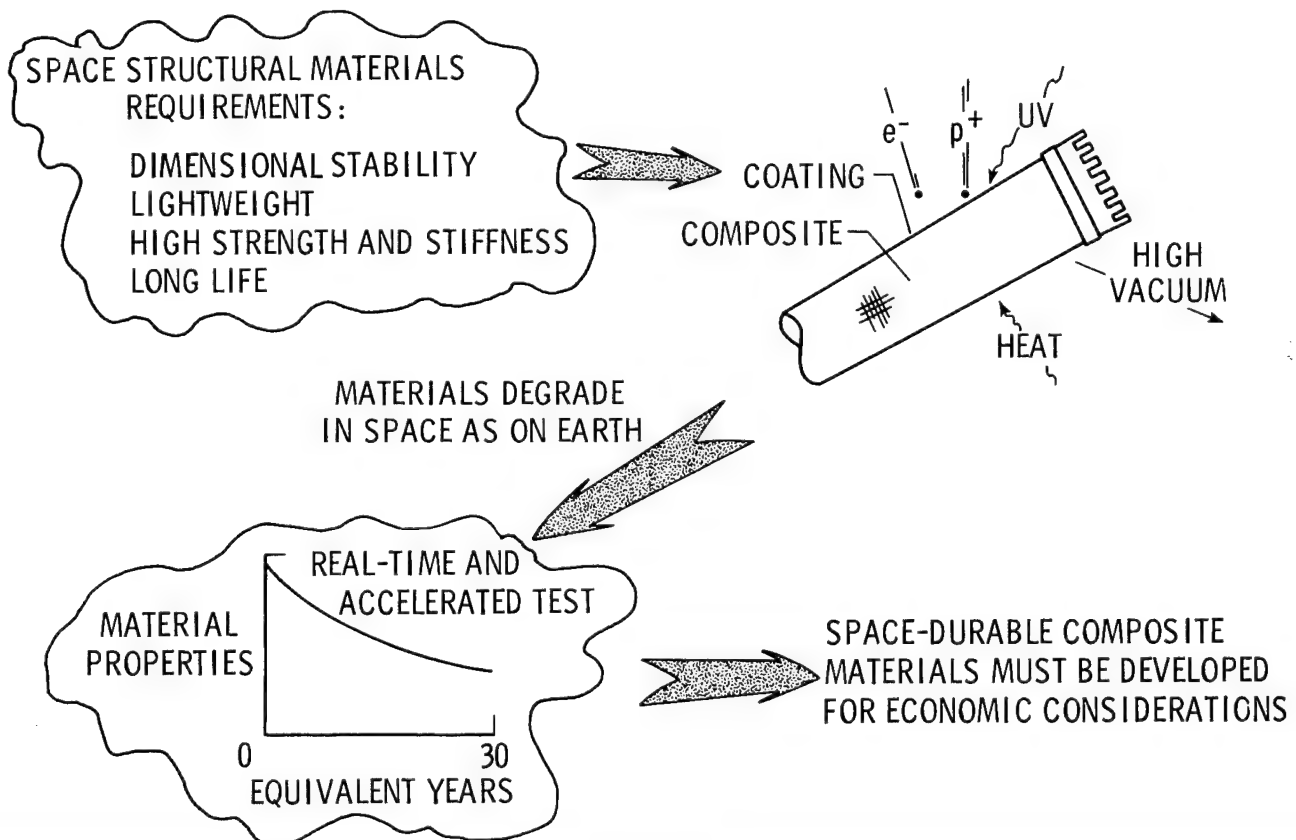 SPACE STRUCTURAL MATERIALS
REQUIREMENTS:
DIMENSIONAL STABILITY
LIGHTWEIGHT
HIGH STRENGTH AND STIFFNESS
LONG LIFE
e-
p+
UV
COATING
COMPOSITE
HIGH
VACUUM
HEAT
MATERIALS DEGRADE
IN SPACE AS ON EARTH
REAL-TIME AND
ACCELERATED TEST
MATERIAL
PROPERTIES
0
30
EQUIVALENT YEARS
SPACE-DURABLE COMPOSITE
MATERIALS MUST BE DEVELOPED
FOR ECONOMIC CONSIDERATIONS